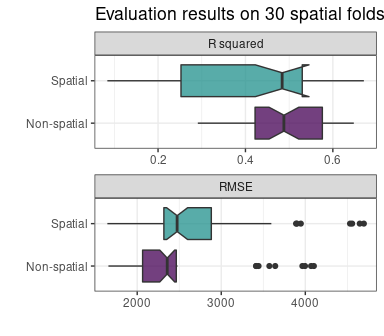 Evaluation results on 30 spatial folds
R squared
Spatial
Non-spatial
0.2 0.4 0.6
RMSE
Spatial
Non-spatial
2000 3000 4000